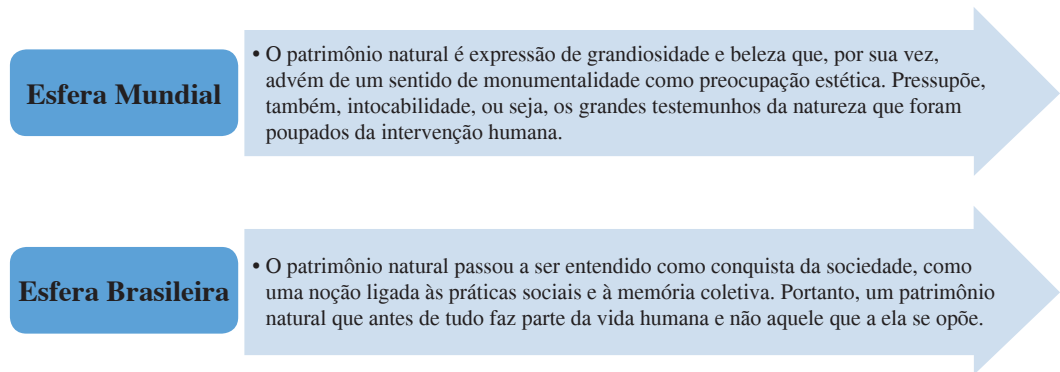 Esfera Mundial
• O patrimônio natural é expressão de grandiosidade e beleza que, por sua vez,
advém de um sentido de monumentalidade como preocupação estética. Pressupõe,
também, intocabilidade, ou seja, os grandes testemunhos da natureza que foram
poupados da intervenção humana.
Esfera Brasileira
• O patrimônio natural passou a ser entendido como conquista da sociedade, como
uma noção ligada às práticas sociais e à memória coletiva. Portanto, um patrimônio
natural que antes de tudo faz parte da vida humana e não aquele que a ela se opõe.